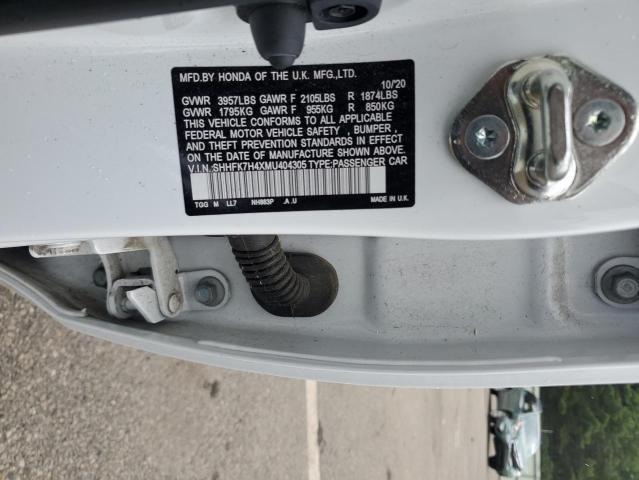 MFD.BY HONDA OF THE U.K. MFG.,LTD.
10/'20
GVWR 3957LBS GAWR F 2105LBS R 1874LBS
GVWR 1795KG GAWR F 955KG R 850KG
THIS VEHICLE CONFORMS TO ALL APPLICABLE
FEDERAL MOTOR VEHICLE SAFETY , BUMPER ,
AND THEFT PREVENTION STANDARDS IN EFFECT
ON THE DATE OF MANUFACTURE SHOWN ABOVE.
V.I.N.:SHHFK7H4XMU404305 TYPE:PASSENGER CAR
TGG M LL7 NH883P .A .U MADE IN U.K.